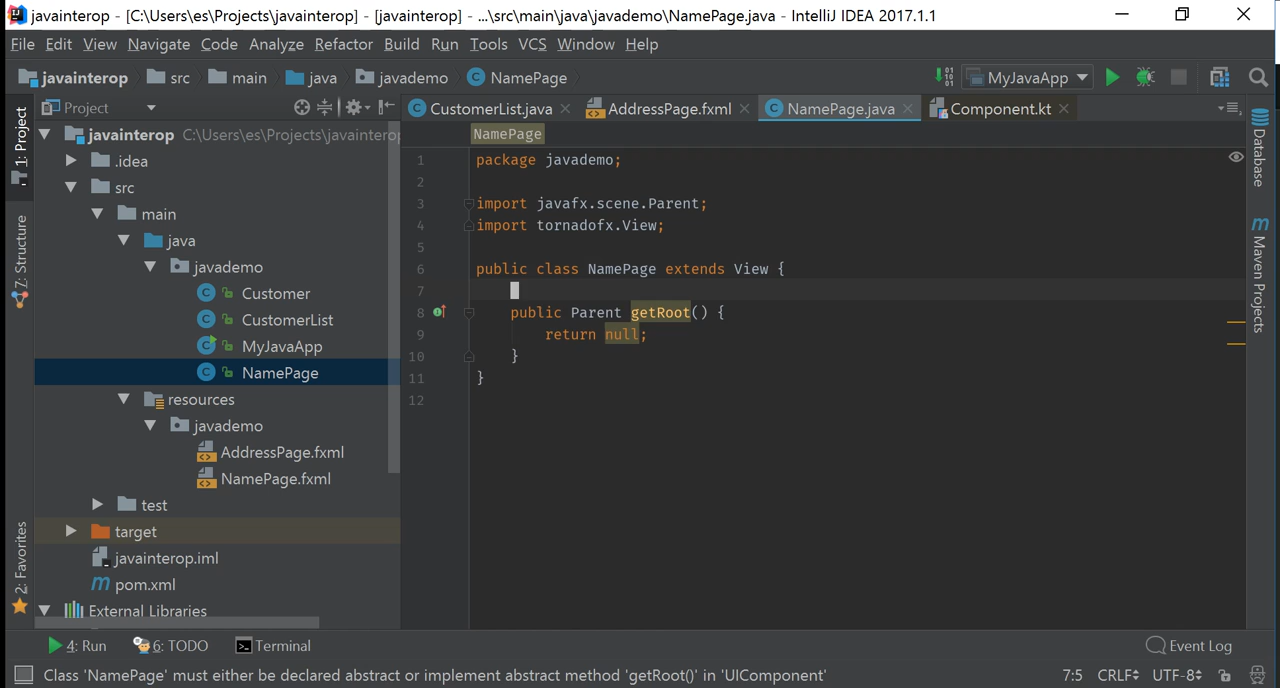 javainterop - [C:\Users\es\Projects\javainterop] - [javainterop] - ...\src\main\java\javademo\NamePage.java - IntelliJ IDEA 2017.1.1
File Edit View Navigate Code Analyze Refactor Build Run Tools VCS Window Help
javainterop src main java javademo NamePage MyJavaApp
Project CustomerList.java AddressPage.fxml NamePage.java Component.kt
1: Project
Z: Structure
2: Favorites
javainterop C:\Users\es\Projects\javainterop
.idea
src
main
java
javademo
Customer
CustomerList
MyJavaApp
NamePage
resources
javademo
AddressPage.fxml
NamePage.fxml
test
target
javainterop.iml
pom.xml
External Libraries
NamePage
1 package javademo;
2
3 import javafx.scene.Parent;
4 import tornadofx.View;
5
6 public class NamePage extends View {
7
8 public Parent getRoot() {
9 return null;
10 }
11 }
12
Database
Maven Projects
4: Run 6: TODO Terminal Event Log
Class 'NamePage' must either be declared abstract or implement abstract method 'getRoot()' in 'UIComponent' 7:5 CRLF UTF-8